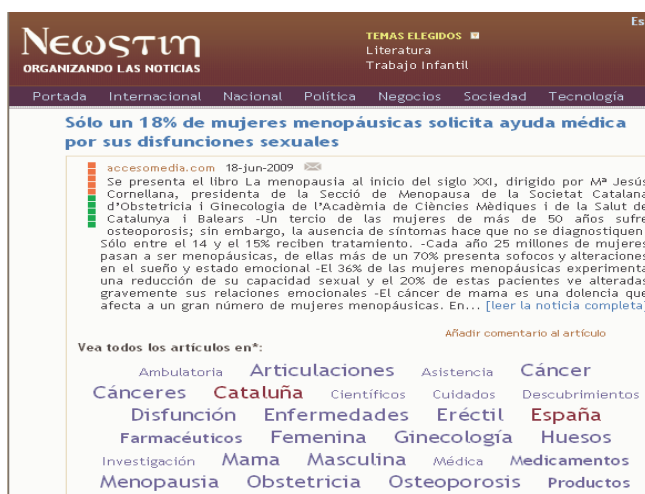 Es
Newstin
ORGANIZANDO LAS NOTICIAS
TEMAS ELEGIDOS
Literatura
Trabajo Infantil
Portada Internacional Nacional Política Negocios Sociedad Tecnología
Sólo un 18% de mujeres menopáusicas solicita ayuda médica
por sus disfunciones sexuales
accesomedia.com 18-jun-2009
Se presenta el libro La menopausia al inicio del siglo XXI, dirigido por Mª Jesús
Cornellana, presidenta de la Secció de Menopausa de la Societat Catalana
d'Obstetricia i Ginecologia de l'Acadèmia de Ciències Mèdiques i de la Salut de
Catalunya i Balears -Un tercio de las mujeres de más de 50 años sufre
osteoporosis; sin embargo, la ausencia de síntomas hace que no se diagnostiquen
Sólo entre el 14 y el 15% reciben tratamiento. -Cada año 25 millones de mujeres
pasan a ser menopáusicas, de ellas más de un 70% presenta sofocos y alteraciones
en el sueño y estado emocional -El 36% de las mujeres menopáusicas experimenta
una reducción de su capacidad sexual y el 20% de estas pacientes ve alteradas
gravemente sus relaciones emocionales -El cáncer de mama es una dolencia que
afecta a un gran número de mujeres menopáusicas. En... [leer la noticia completa]
Añadir comentario al artículo
Vea todos los artículos en*:
Ambulatoria Articulaciones Asistencia Cáncer
Cánceres Cataluña Científicos Cuidados Descubrimientos
Disfunción Enfermedades Eréctil España
Farmacéuticos Femenina Ginecología Huesos
Investigación Mama Masculina Médica Medicamentos
Menopausia Obstetricia Osteoporosis Productos